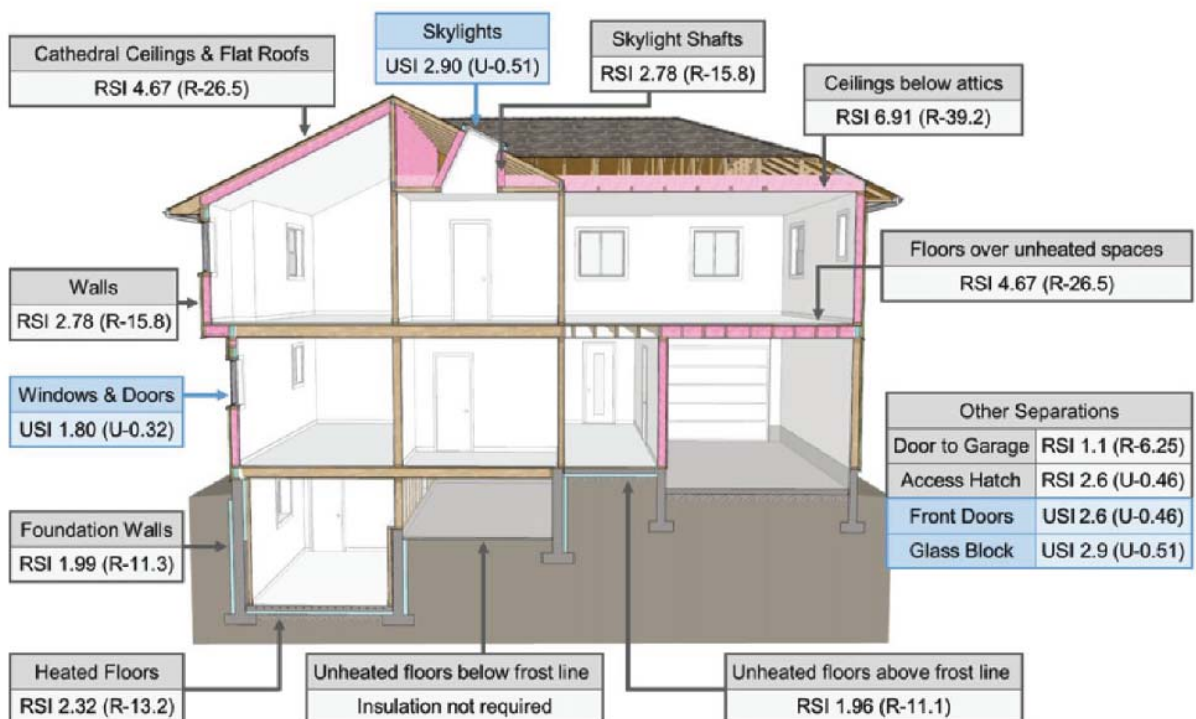 Cathedral Ceilings & Flat Roofs
RSI 4.67 (R-26.5)
Skylights
USI 2.90 (U-0.51)
Skylight Shafts
RSI 2.78 (R-15.8)
Ceilings below attics
RSI 6.91 (R-39.2)
Floors over unheated spaces
RSI 4.67 (R-26.5)
Walls
RSI 2.78 (R-15.8)
Windows & Doors
USI 1.80 (U-0.32)
Other Separations
Door to Garage RSI 1.1 (R-6.25)
Access Hatch RSI 2.6 (U-0.46)
Front Doors USI 2.6 (U-0.46)
Glass Block USI 2.9 (U-0.51)
Foundation Walls
RSI 1.99 (R-11.3)
Heated Floors
RSI 2.32 (R-13.2)
Unheated floors below frost line
Insulation not required
Unheated floors above frost line
RSI 1.96 (R-11.1)